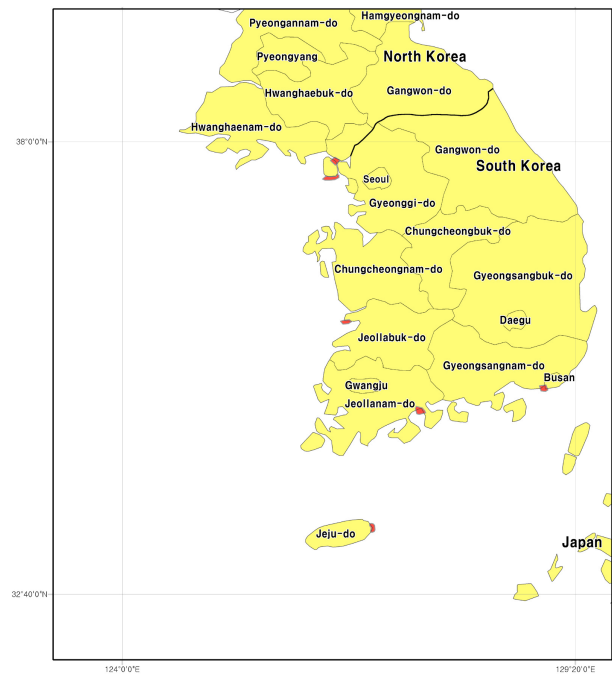 Hamgyeongnam-do
Pyeongannam-do
Pyeongyang
North Korea
Hwanghaebuk-do
Gangwon-do
Hwanghaenam-do
38°0'0"N
Gangwon-do
South Korea
Seoul
Gyeonggi-do
Chungcheongbuk-do
Chungcheongnam-do
Gyeongsangbuk-do
Daegu
Jeollabuk-do
Gyeongsangnam-do
Busan
Gwangju
Jeollanam-do
Jeju-do
Japan
32°40'0"N
124°0'0"E
129°20'0"E